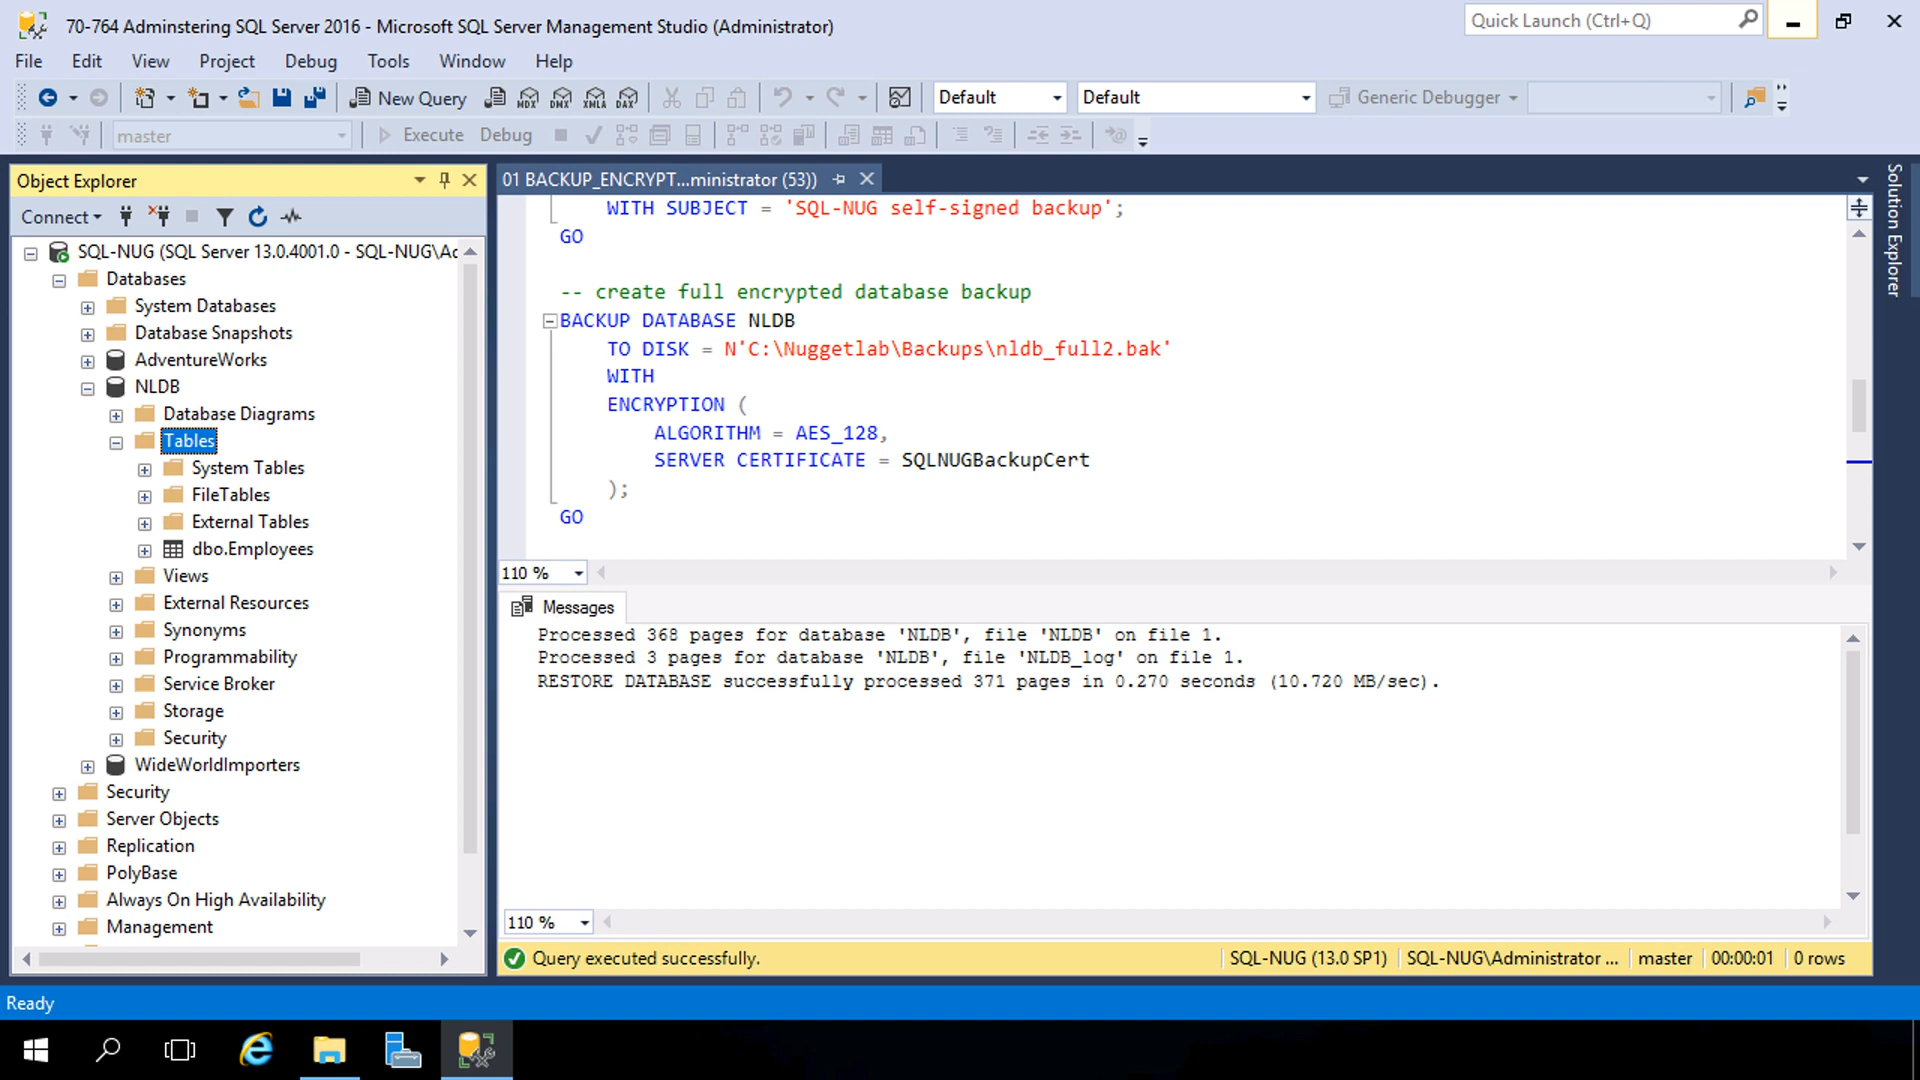 70-764 Adminstering SQL Server 2016 - Microsoft SQL Server Management Studio (Administrator)
Quick Launch (Ctrl+Q)
File Edit View Project Debug Tools Window Help
New Query MDX DMX XMLA DAX Default Default Generic Debugger
master Execute Debug
Object Explorer
Connect
SQL-NUG (SQL Server 13.0.4001.0 - SQL-NUG\Ac
Databases
System Databases
Database Snapshots
AdventureWorks
NLDB
Database Diagrams
Tables
System Tables
FileTables
External Tables
dbo.Employees
Views
External Resources
Synonyms
Programmability
Service Broker
Storage
Security
WideWorldImporters
Security
Server Objects
Replication
PolyBase
Always On High Availability
Management
01 BACKUP_ENCRYPT...ministrator (53))
WITH SUBJECT = 'SQL-NUG self-signed backup';
GO
-- create full encrypted database backup
BACKUP DATABASE NLDB
TO DISK = N'C:\Nuggetlab\Backups\nldb_full2.bak'
WITH
ENCRYPTION (
ALGORITHM = AES_128,
SERVER CERTIFICATE = SQLNUGBackupCert
);
GO
110 %
Messages
Processed 368 pages for database 'NLDB', file 'NLDB' on file 1.
Processed 3 pages for database 'NLDB', file 'NLDB_log' on file 1.
RESTORE DATABASE successfully processed 371 pages in 0.270 seconds (10.720 MB/sec).
110 %
Query executed successfully. SQL-NUG (13.0 SP1) SQL-NUG\Administrator ... master 00:00:01 0 rows
Solution Explorer
Ready